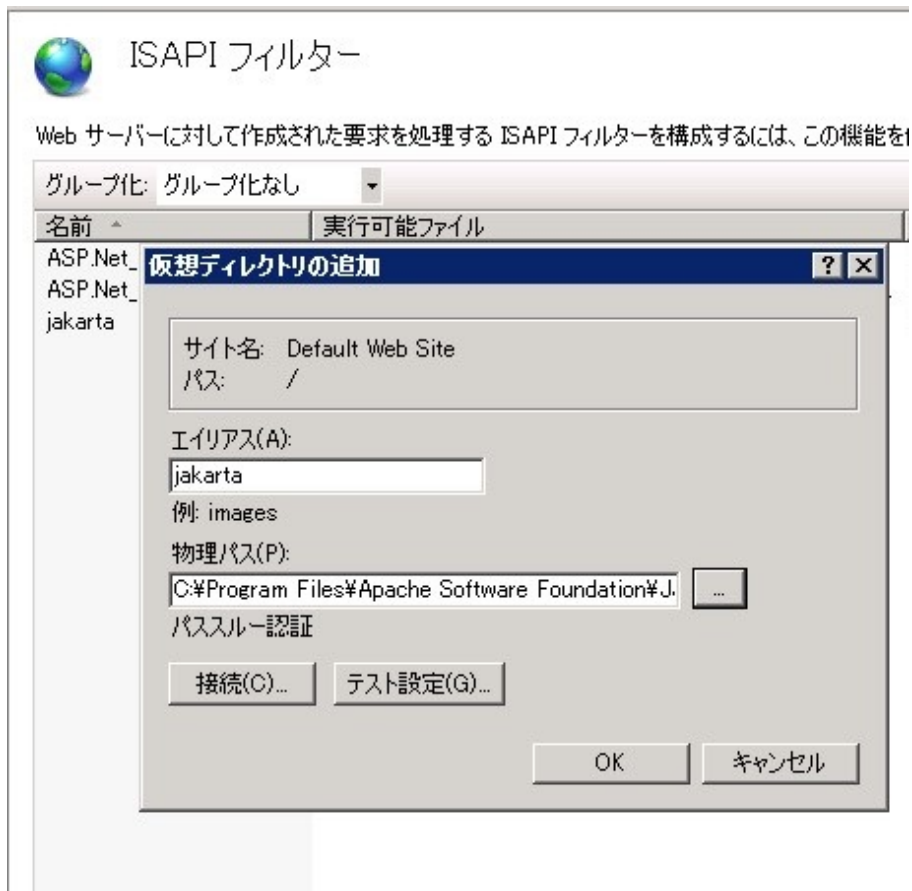 ISAPI フィルター
Web サーバーに対して作成された要求を処理する ISAPI フィルターを構成するには、この機能を
グループ化: グループ化なし
名前 実行可能ファイル
ASP.Net_
ASP.Net_
jakarta
仮想ディレクトリの追加
サイト名: Default Web Site
パス: /
エイリアス(A):
jakarta
例: images
物理パス(P):
C:¥Program Files¥Apache Software Foundation¥J
...
パススルー認証
接続(C)... テスト設定(G)...
OK キャンセル